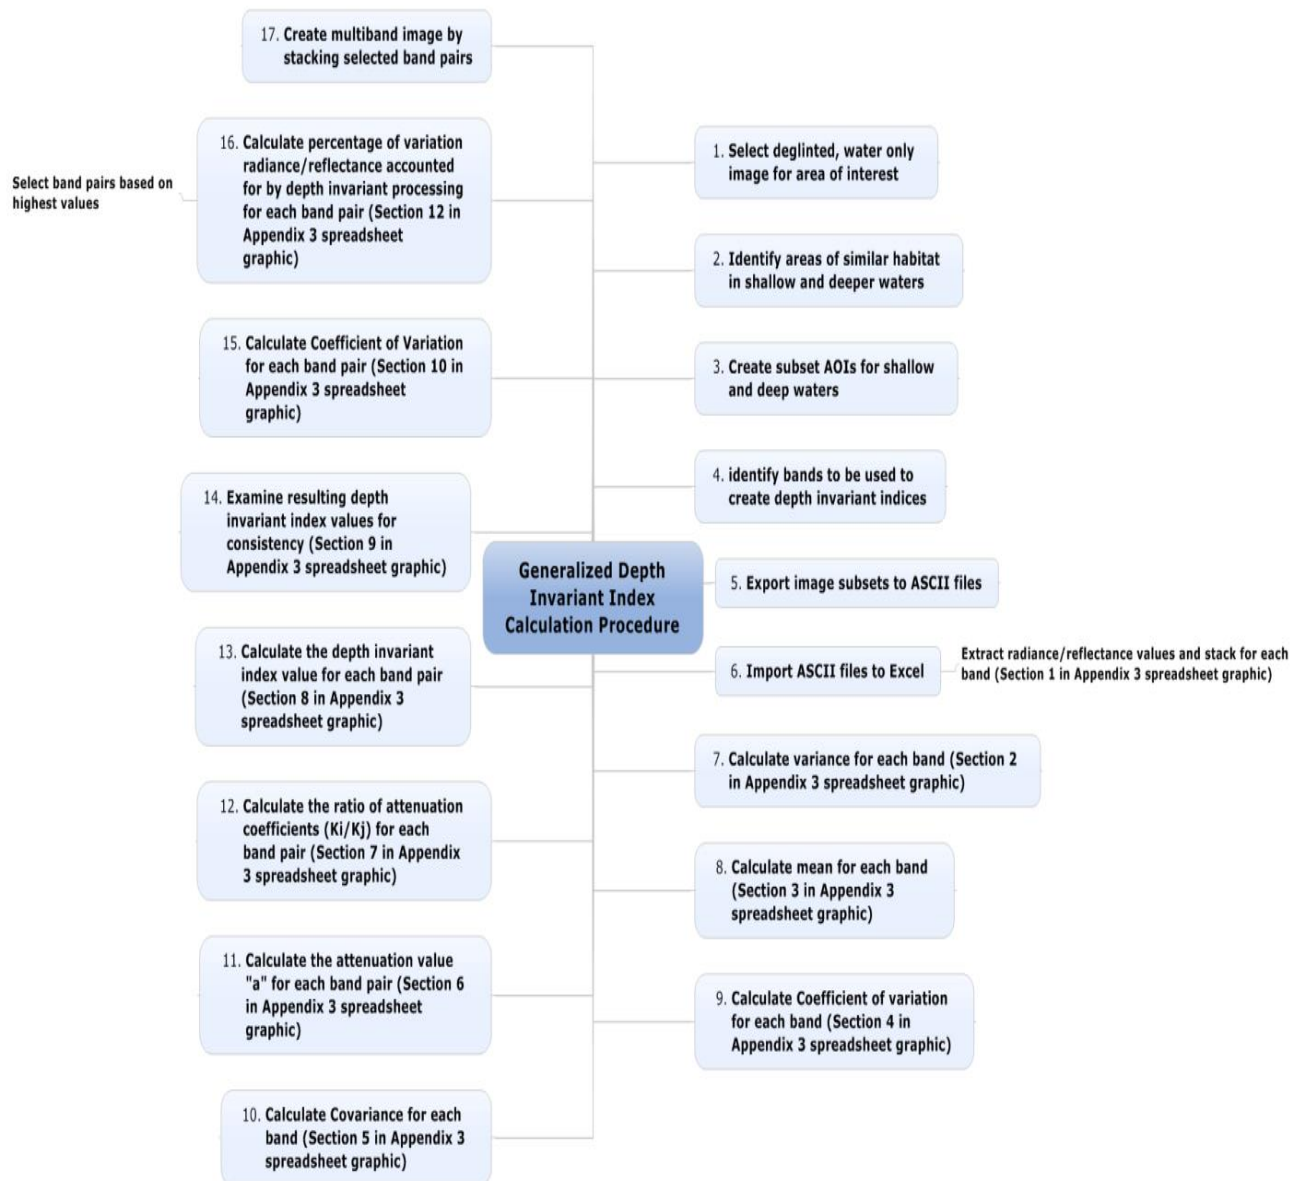 Generalized Depth
Invariant Index
Calculation Procedure
1. Select deglinted, water only
image for area of interest
2. Identify areas of similar habitat
in shallow and deeper waters
3. Create subset AOIs for shallow
and deep waters
4. identify bands to be used to
create depth invariant indices
5. Export image subsets to ASCII files
6. Import ASCII files to Excel
Extract radiance/reflectance values and stack for each
band (Section 1 in Appendix 3 spreadsheet graphic)
7. Calculate variance for each band (Section 2
in Appendix 3 spreadsheet graphic)
8. Calculate mean for each band
(Section 3 in Appendix 3
spreadsheet graphic)
9. Calculate Coefficient of variation
for each band (Section 4 in
Appendix 3 spreadsheet graphic)
10. Calculate Covariance for each
band (Section 5 in Appendix 3
spreadsheet graphic)
11. Calculate the attenuation value
"a" for each band pair (Section 6
in Appendix 3 spreadsheet
graphic)
12. Calculate the ratio of attenuation
coefficients (Ki/Kj) for each
band pair (Section 7 in Appendix
3 spreadsheet graphic)
13. Calculate the depth invariant
index value for each band pair
(Section 8 in Appendix 3
spreadsheet graphic)
14. Examine resulting depth
invariant index values for
consistency (Section 9 in
Appendix 3 spreadsheet graphic)
15. Calculate Coefficient of Variation
for each band pair (Section 10 in
Appendix 3 spreadsheet
graphic)
16. Calculate percentage of variation
radiance/reflectance accounted
for by depth invariant processing
for each band pair (Section 12 in
Appendix 3 spreadsheet
graphic)
Select band pairs based on
highest values
17. Create multiband image by
stacking selected band pairs